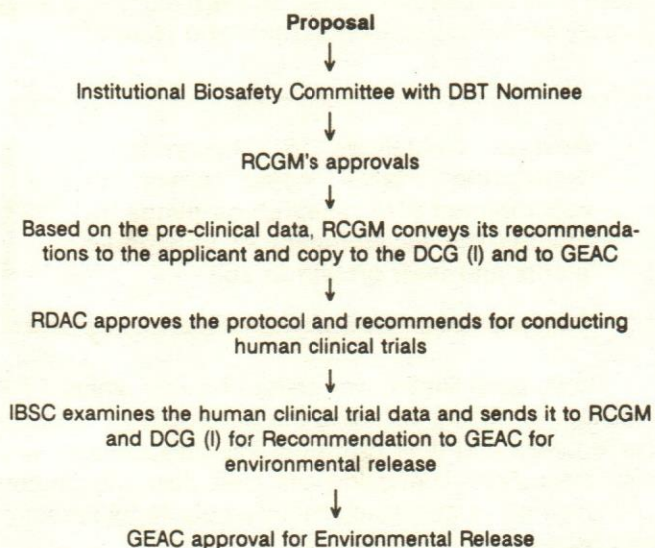 Proposal
↓
Institutional Biosafety Committee with DBT Nominee
↓
RCGM's approvals
↓
Based on the pre-clinical data, RCGM conveys its recommenda-
tions to the applicant and copy to the DCG (I) and to GEAC
↓
RDAC approves the protocol and recommends for conducting
human clinical trials
↓
IBSC examines the human clinical trial data and sends it to RCGM
and DCG (I) for Recommendation to GEAC for
environmental release
↓
GEAC approval for Environmental Release